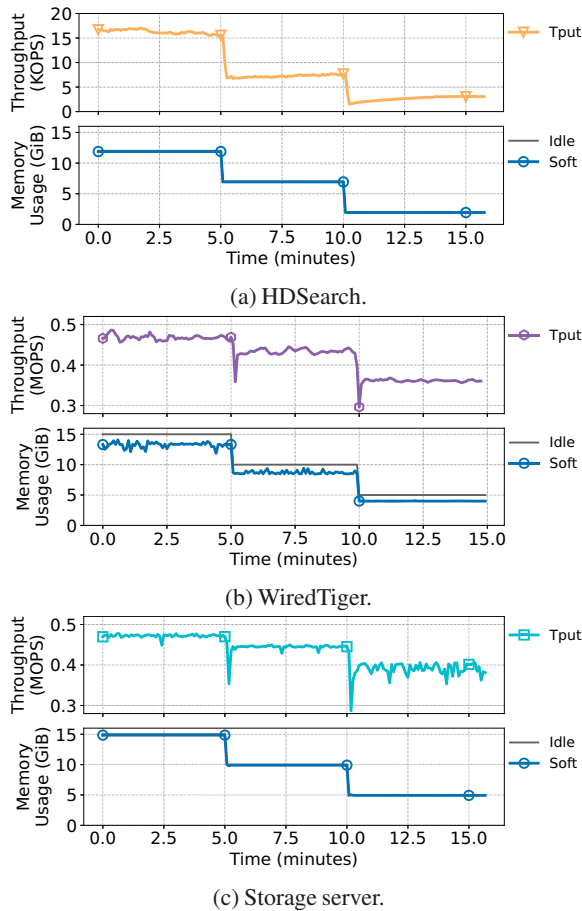 20
15
10
5
0
Throughput
(KOPS)
Tput
15
10
5
0
Memory
Usage (GiB)
Idle
Soft
0.0 2.5 5.0 7.5 10.0 12.5 15.0
Time (minutes)
(a) HDSearch.
0.5
0.4
0.3
Throughput
(MOPS)
Tput
15
10
5
0
Memory
Usage (GiB)
Idle
Soft
0.0 2.5 5.0 7.5 10.0 12.5 15.0
Time (minutes)
(b) WiredTiger.
0.5
0.4
0.3
Throughput
(MOPS)
Tput
15
10
5
0
Memory
Usage (GiB)
Idle
Soft
0.0 2.5 5.0 7.5 10.0 12.5 15.0
Time (minutes)
(c) Storage server.